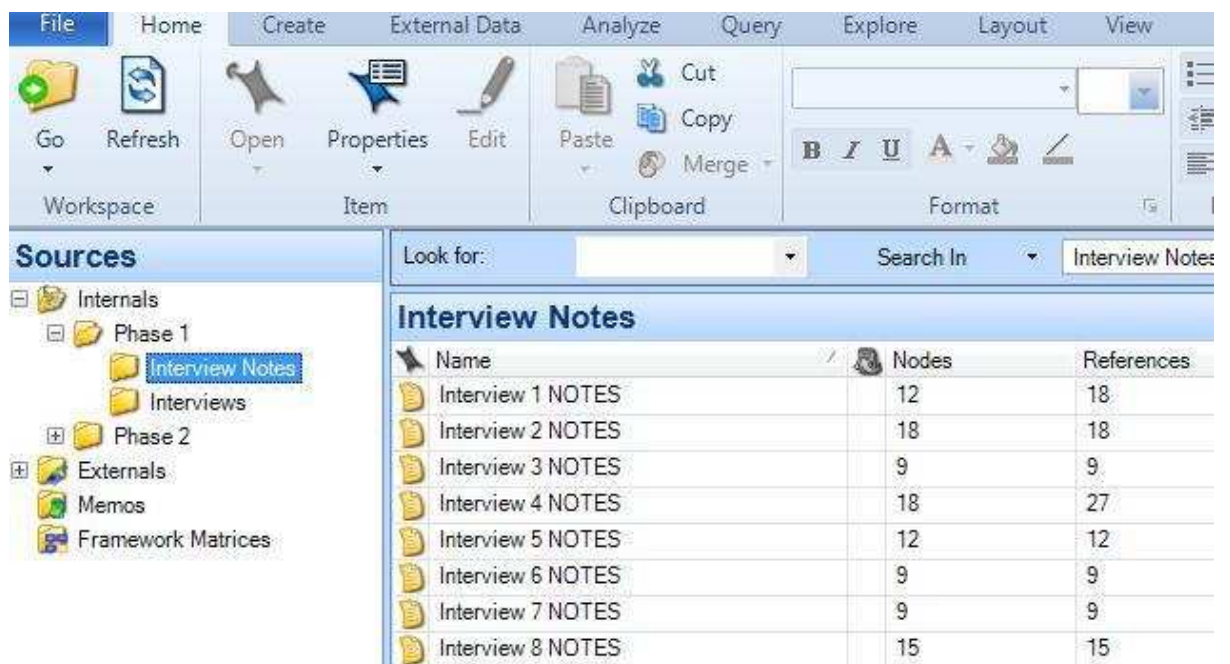 File Home Create External Data Analyze Query Explore Layout View
Cut
Copy
Go Refresh Open Properties Edit Paste Merge
B I U A
Workspace Item Clipboard Format
Sources
Look for: Search In Interview Notes
Internals
Phase 1
Interview Notes
Interviews
Phase 2
Externals
Memos
Framework Matrices
Interview Notes
Name Nodes References
Interview 1 NOTES 12 18
Interview 2 NOTES 18 18
Interview 3 NOTES 9 9
Interview 4 NOTES 18 27
Interview 5 NOTES 12 12
Interview 6 NOTES 9 9
Interview 7 NOTES 9 9
Interview 8 NOTES 15 15